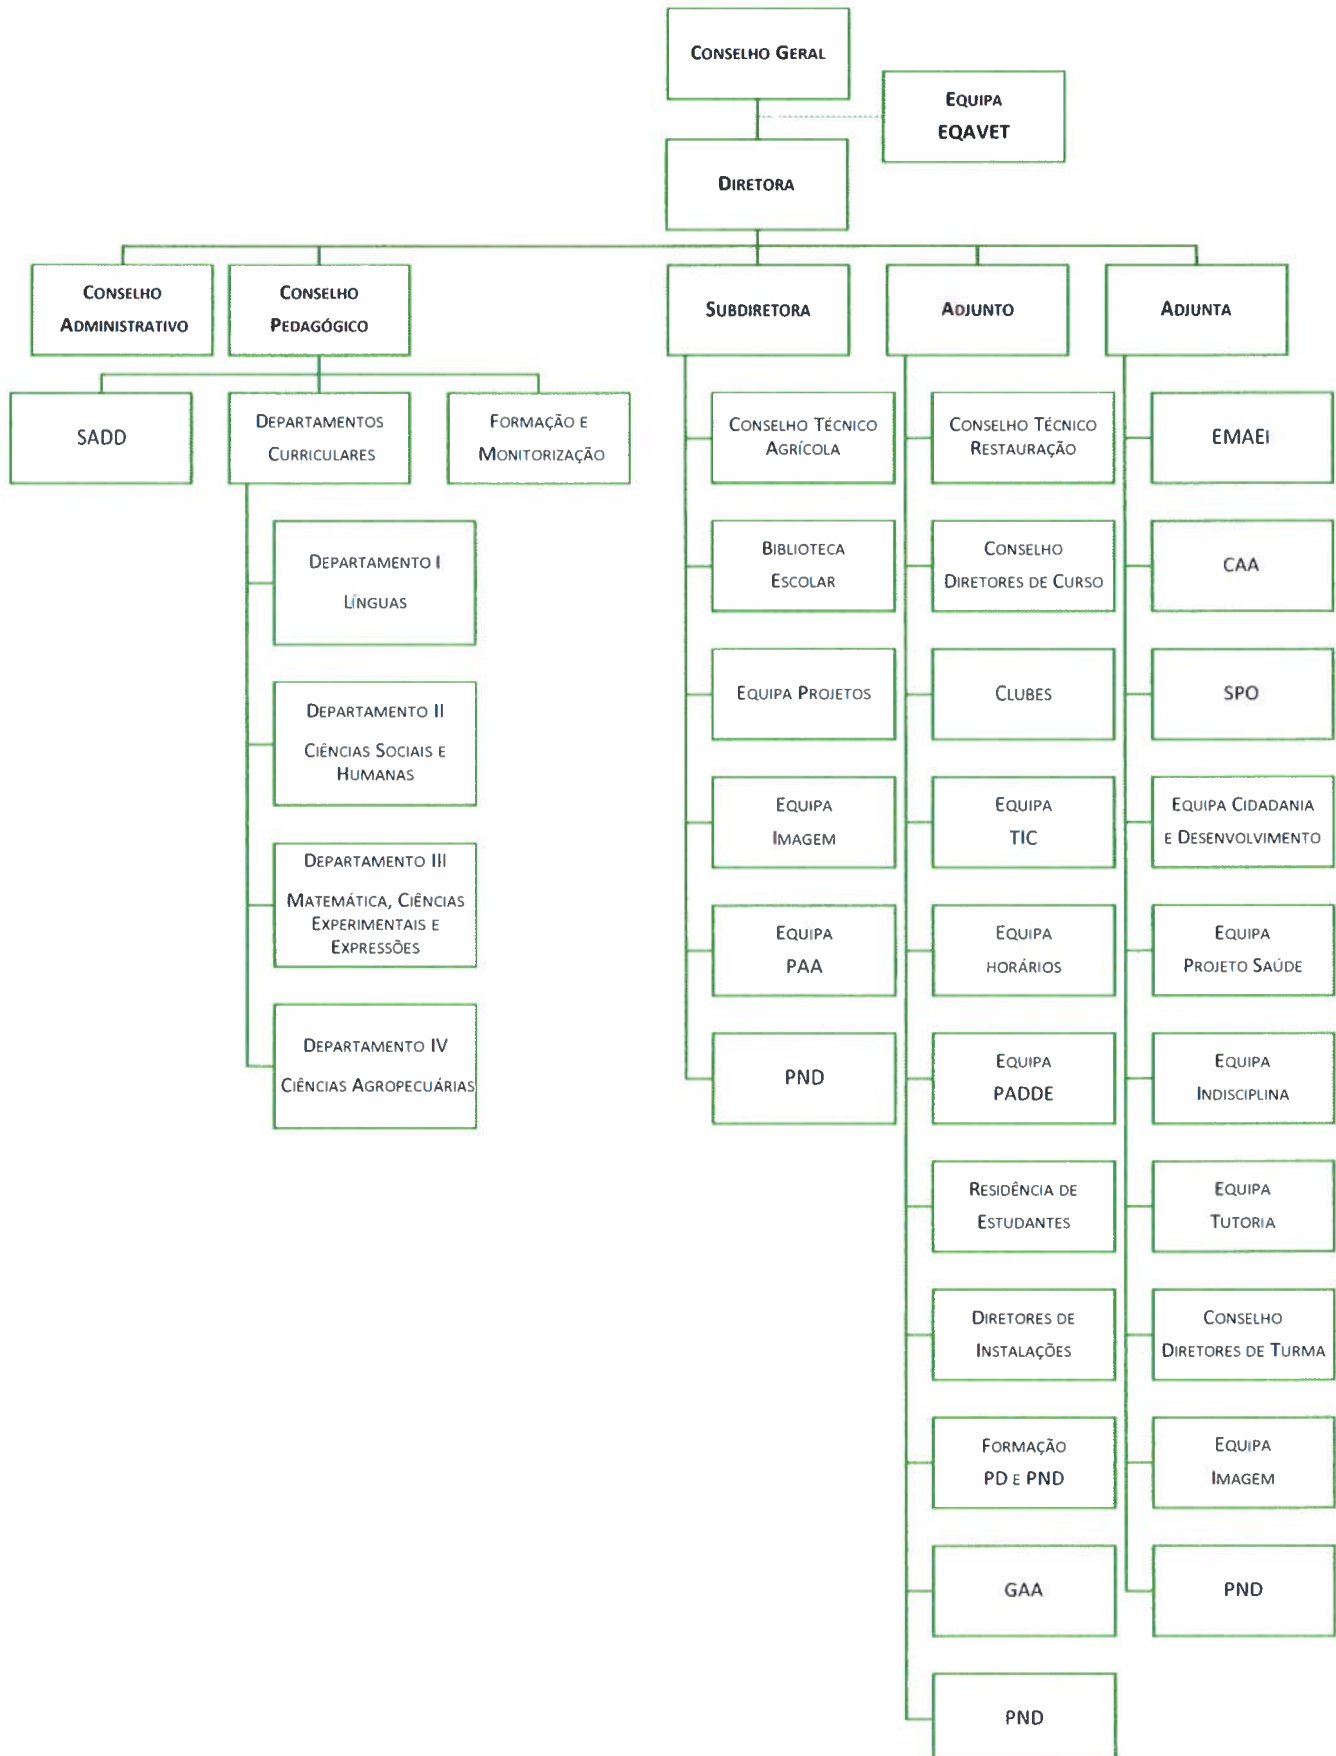 CONSELHO GERAL
EQUIPA
EQAVET
DIRETORA
CONSELHO
ADMINISTRATIVO
CONSELHO
PEDAGÓGICO
SUBDIRETORA
ADJUNTO
ADJUNTA
SADD
DEPARTAMENTOS
CURRICULARES
FORMAÇÃO E
MONITORIZAÇÃO
DEPARTAMENTO I
LÍNGUAS
DEPARTAMENTO II
CIÊNCIAS SOCIAIS E
HUMANAS
DEPARTAMENTO III
MATEMÁTICA, CIÊNCIAS
EXPERIMENTAIS E
EXPRESSÕES
DEPARTAMENTO IV
CIÊNCIAS AGROPECUÁRIAS
CONSELHO TÉCNICO
AGRÍCOLA
BIBLIOTECA
ESCOLAR
EQUIPA PROJETOS
EQUIPA
IMAGEM
EQUIPA
PAA
PND
CONSELHO TÉCNICO
RESTAURAÇÃO
CONSELHO
DIRETORES DE CURSO
CLUBES
EQUIPA
TIC
EQUIPA
HORÁRIOS
EQUIPA
PADDE
RESIDÊNCIA DE
ESTUDANTES
DIRETORES DE
INSTALAÇÕES
FORMAÇÃO
PD E PND
GAA
PND
EMAEI
CAA
SPO
EQUIPA CIDADANIA
E DESENVOLVIMENTO
EQUIPA
PROJETO SAÚDE
EQUIPA
INDISCIPLINA
EQUIPA
TUTORIA
CONSELHO
DIRETORES DE TURMA
EQUIPA
IMAGEM
PND